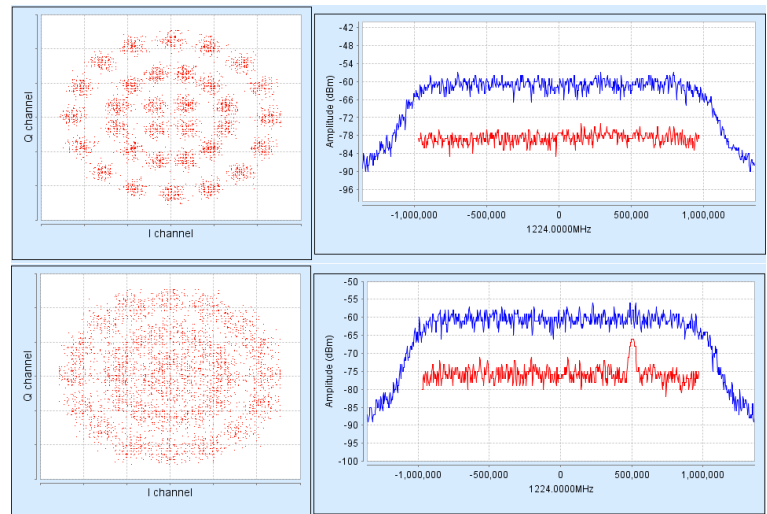 Q channel
I channel
Amplitude (dBm)
-42
-48
-54
-60
-66
-72
-78
-84
-90
-96
-1,000,000 -500,000 0 500,000 1,000,000
1224.0000MHz
Q channel
I channel
Amplitude (dBm)
-50
-55
-60
-65
-70
-75
-80
-85
-90
-95
-100
-1,000,000 -500,000 0 500,000 1,000,000
1224.0000MHz